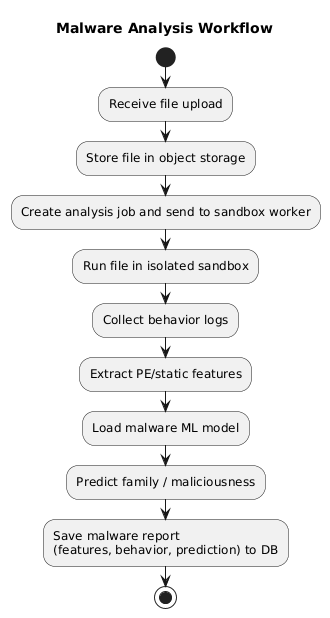 Malware Analysis Workflow
Receive file upload
Store file in object storage
Create analysis job and send to sandbox worker
Run file in isolated sandbox
Collect behavior logs
Extract PE/static features
Load malware ML model
Predict family / maliciousness
Save malware report
(features, behavior, prediction) to DB